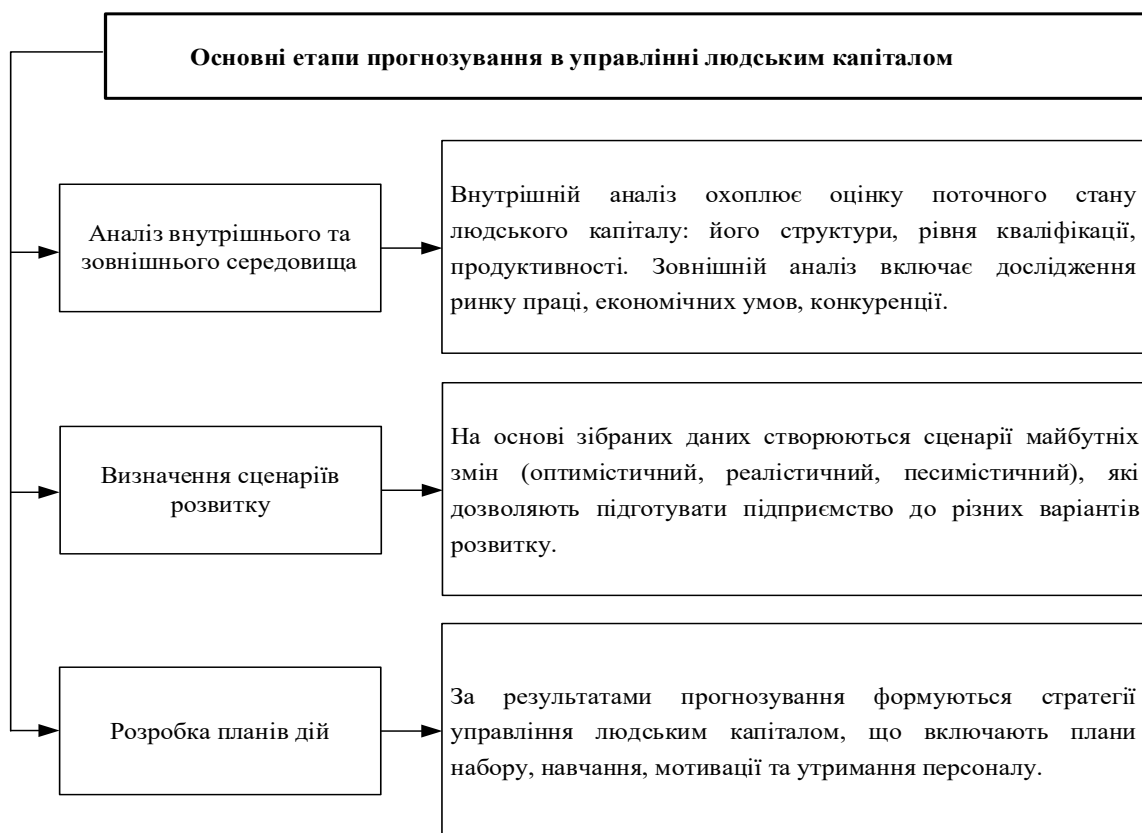 Основні етапи прогнозування в управлінні людським капіталом
Аналіз внутрішнього та
зовнішнього середовища
Внутрішній аналіз охоплює оцінку поточного стану
людського капіталу: його структури, рівня кваліфікації,
продуктивності. Зовнішній аналіз включає дослідження
ринку праці, економічних умов, конкуренції.
Визначення сценаріїв
розвитку
На основі зібраних даних створюються сценарії майбутніх
змін (оптимістичний, реалістичний, песимістичний), які
дозволяють підготувати підприємство до різних варіантів
розвитку.
Розробка планів дій
За результатами прогнозування формуються стратегії
управління людським капіталом, що включають плани
набору, навчання, мотивації та утримання персоналу.